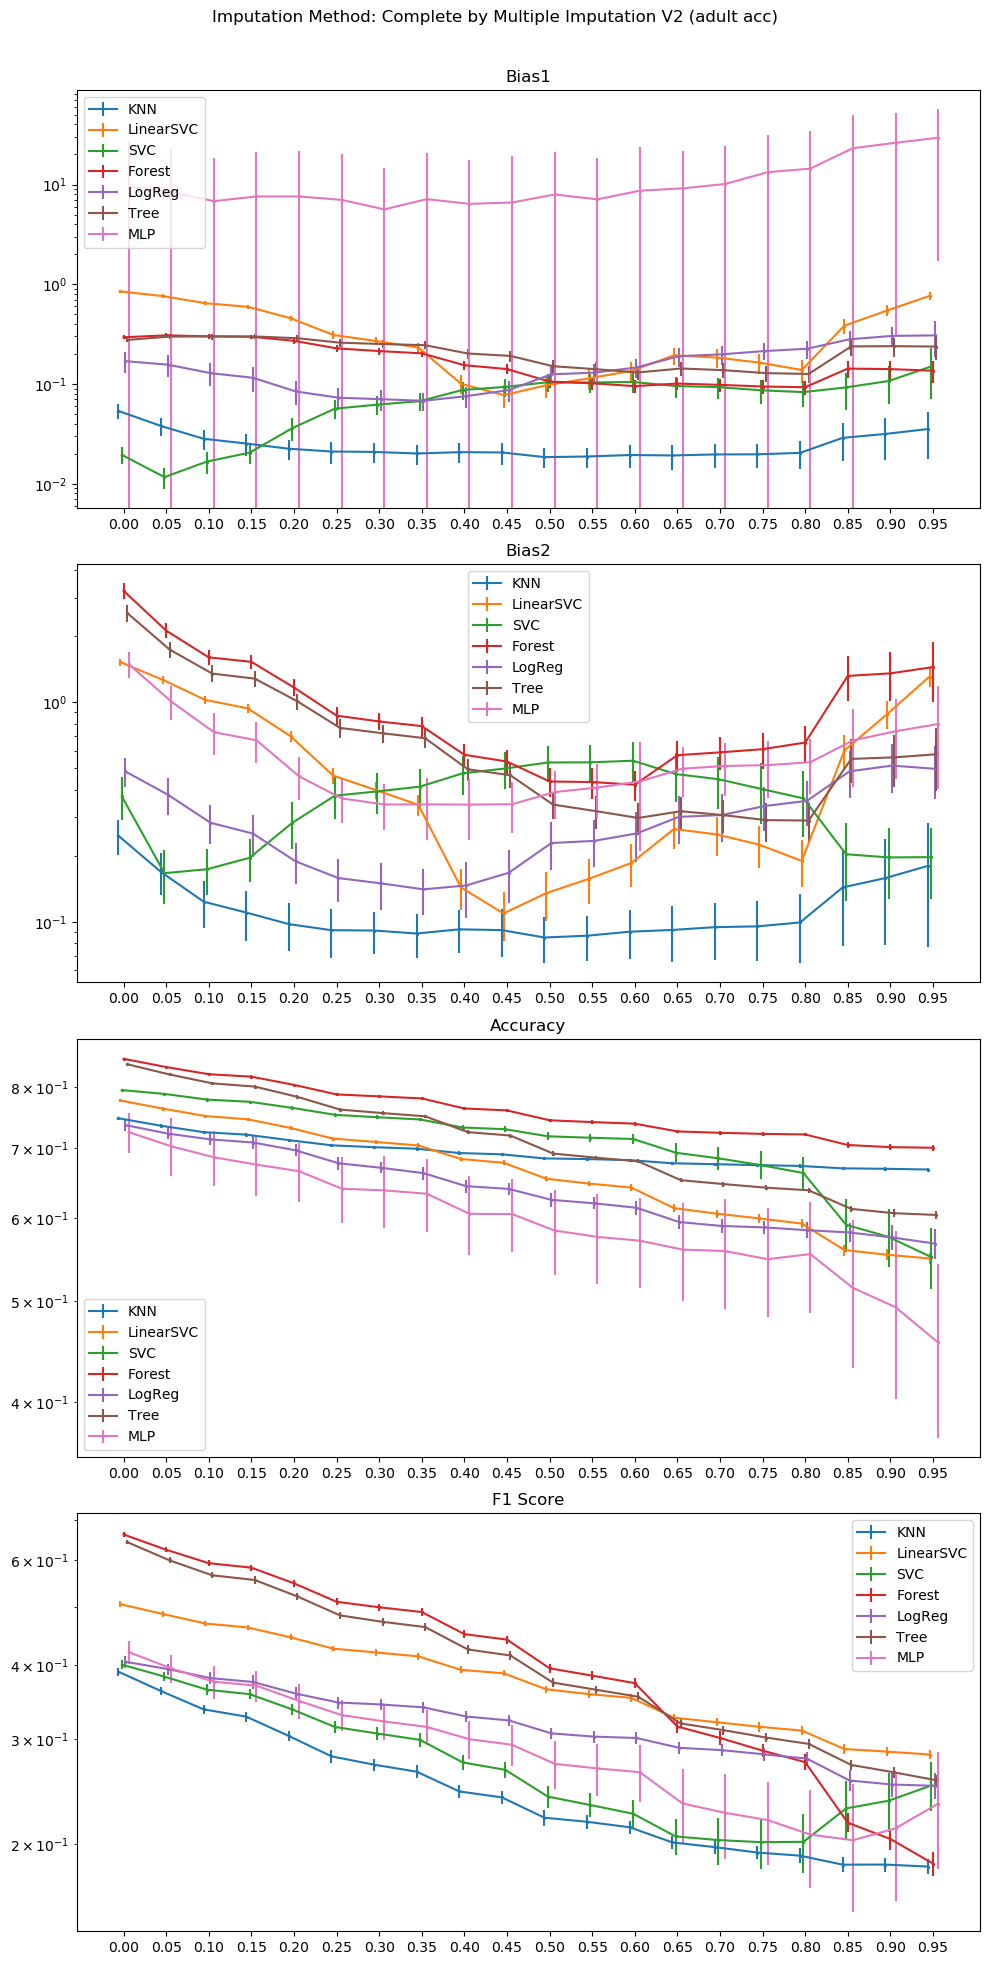 Imputation Method: Complete by Multiple Imputation V2 (adult acc)
Bias1
KNN
LinearSVC
SVC
Forest
LogReg
Tree
MLP
10^1
10^0
10^-1
10^-2
0.00 0.05 0.10 0.15 0.20 0.25 0.30 0.35 0.40 0.45 0.50 0.55 0.60 0.65 0.70 0.75 0.80 0.85 0.90 0.95
Bias2
KNN
LinearSVC
SVC
Forest
LogReg
Tree
MLP
10^0
10^-1
0.00 0.05 0.10 0.15 0.20 0.25 0.30 0.35 0.40 0.45 0.50 0.55 0.60 0.65 0.70 0.75 0.80 0.85 0.90 0.95
Accuracy
8 × 10^-1
7 × 10^-1
6 × 10^-1
5 × 10^-1
4 × 10^-1
KNN
LinearSVC
SVC
Forest
LogReg
Tree
MLP
0.00 0.05 0.10 0.15 0.20 0.25 0.30 0.35 0.40 0.45 0.50 0.55 0.60 0.65 0.70 0.75 0.80 0.85 0.90 0.95
F1 Score
KNN
LinearSVC
SVC
Forest
LogReg
Tree
MLP
6 × 10^-1
4 × 10^-1
3 × 10^-1
2 × 10^-1
0.00 0.05 0.10 0.15 0.20 0.25 0.30 0.35 0.40 0.45 0.50 0.55 0.60 0.65 0.70 0.75 0.80 0.85 0.90 0.95